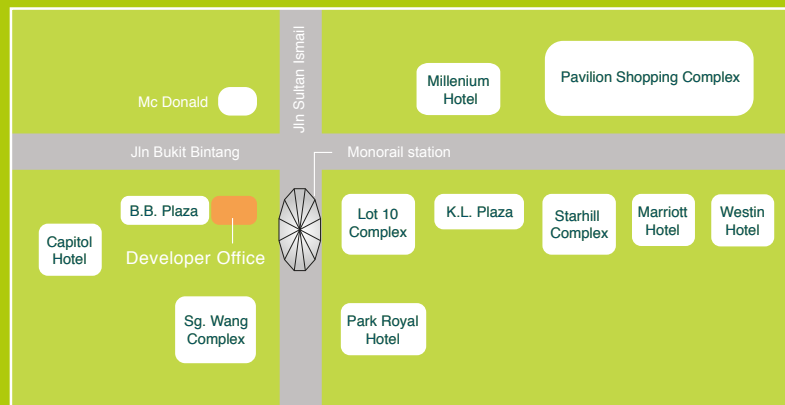 Jln Sultan Ismail
Millenium
Hotel
Pavilion Shopping Complex
Mc Donald
Jln Bukit Bintang
Monorail station
B.B. Plaza
Lot 10
Complex
K.L. Plaza
Starhill
Complex
Marriott
Hotel
Westin
Hotel
Capitol
Hotel
Developer Office
Sg. Wang
Complex
Park Royal
Hotel